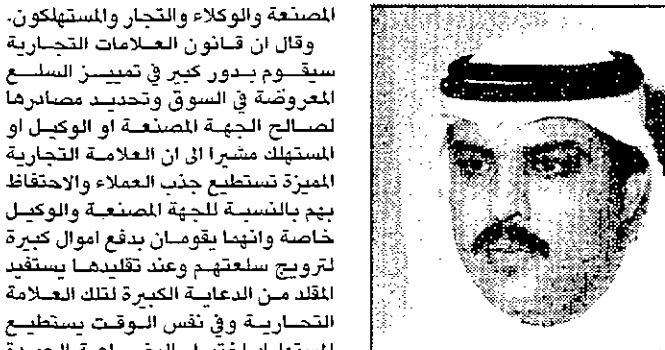 المصنعة والوكلاء والتجار والمستهلكون.
وقال ان قانون العلامات التجارية
سيقوم بدور كبير في تمييز السلع
المعروضة في السوق وتحديد مصادرها
لصالح الجهة المصنعة او الوكيل او
المستهلك مشيرا الى ان العلامة التجارية
المميزة تستطيع جذب العملاء والاحتفاظ
بهم بالنسبة للجهة المصنعة والوكيل
خاصة وانهما يقومان بدفع اموال كبيرة
لترويج سلعتهم وعند تقليدها يستفيد
المقلد من الدعاية الكبيرة لتلك العلامة
التجارية وفي نفس الوقت يستطيع
المستهلك